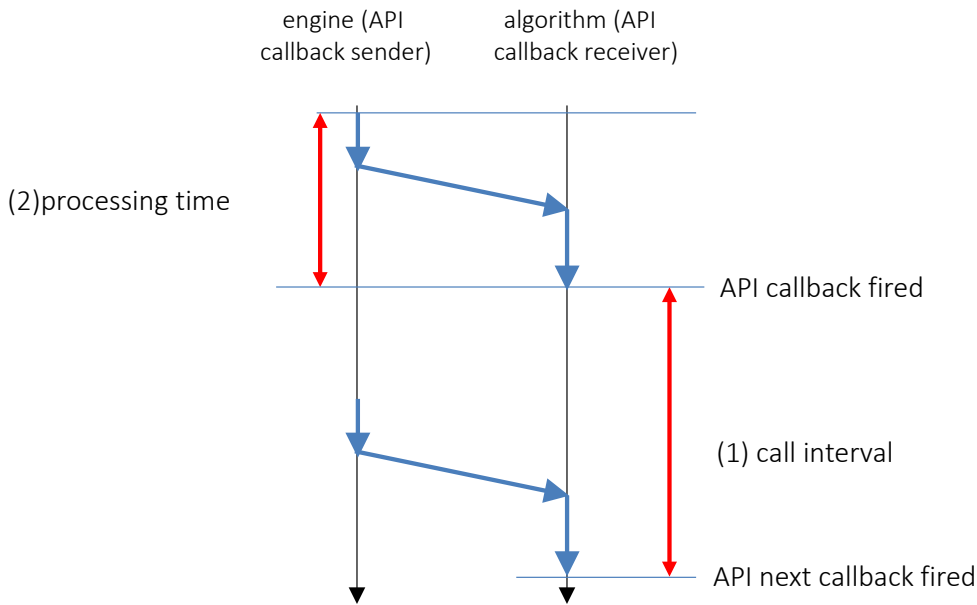 engine (API
callback sender)
algorithm (API
callback receiver)
(2)processing time
API callback fired
(1) call interval
API next callback fired